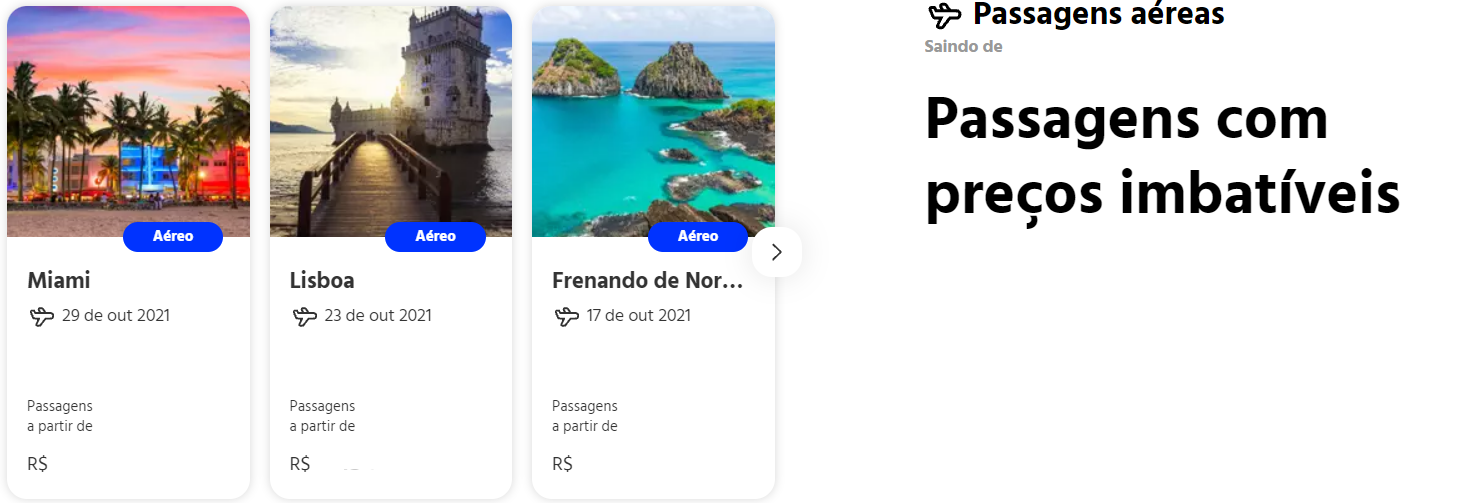 Aéreo
Miami
29 de out 2021
Passagens
a partir de
R$
Aéreo
Lisboa
23 de out 2021
Passagens
a partir de
R$
Aéreo
Frenando de Nor...
17 de out 2021
Passagens
a partir de
R$
Passagens aéreas
Saindo de
Passagens com
preços imbatíveis